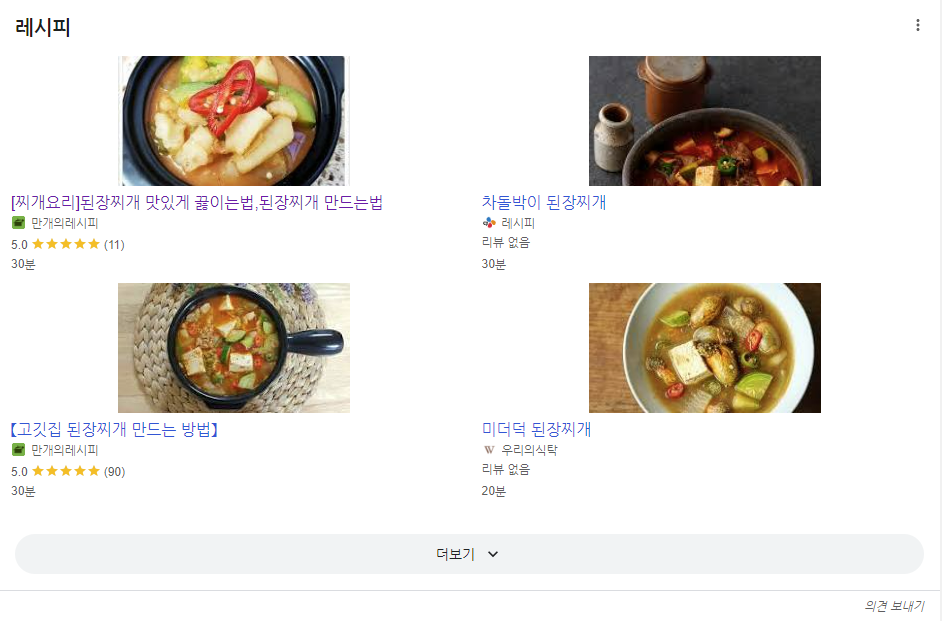 레시피
[찌개요리]된장찌개 맛있게 끓이는법,된장찌개 만드는법
만개의레시피
5.0 ★★★★★ (11)
30분
차돌박이 된장찌개
레시피
리뷰 없음
30분
【고깃집 된장찌개 만드는 방법】
만개의레시피
5.0 ★★★★★ (90)
30분
미더덕 된장찌개
W 우리의식탁
리뷰 없음
20분
더보기
의견 보내기